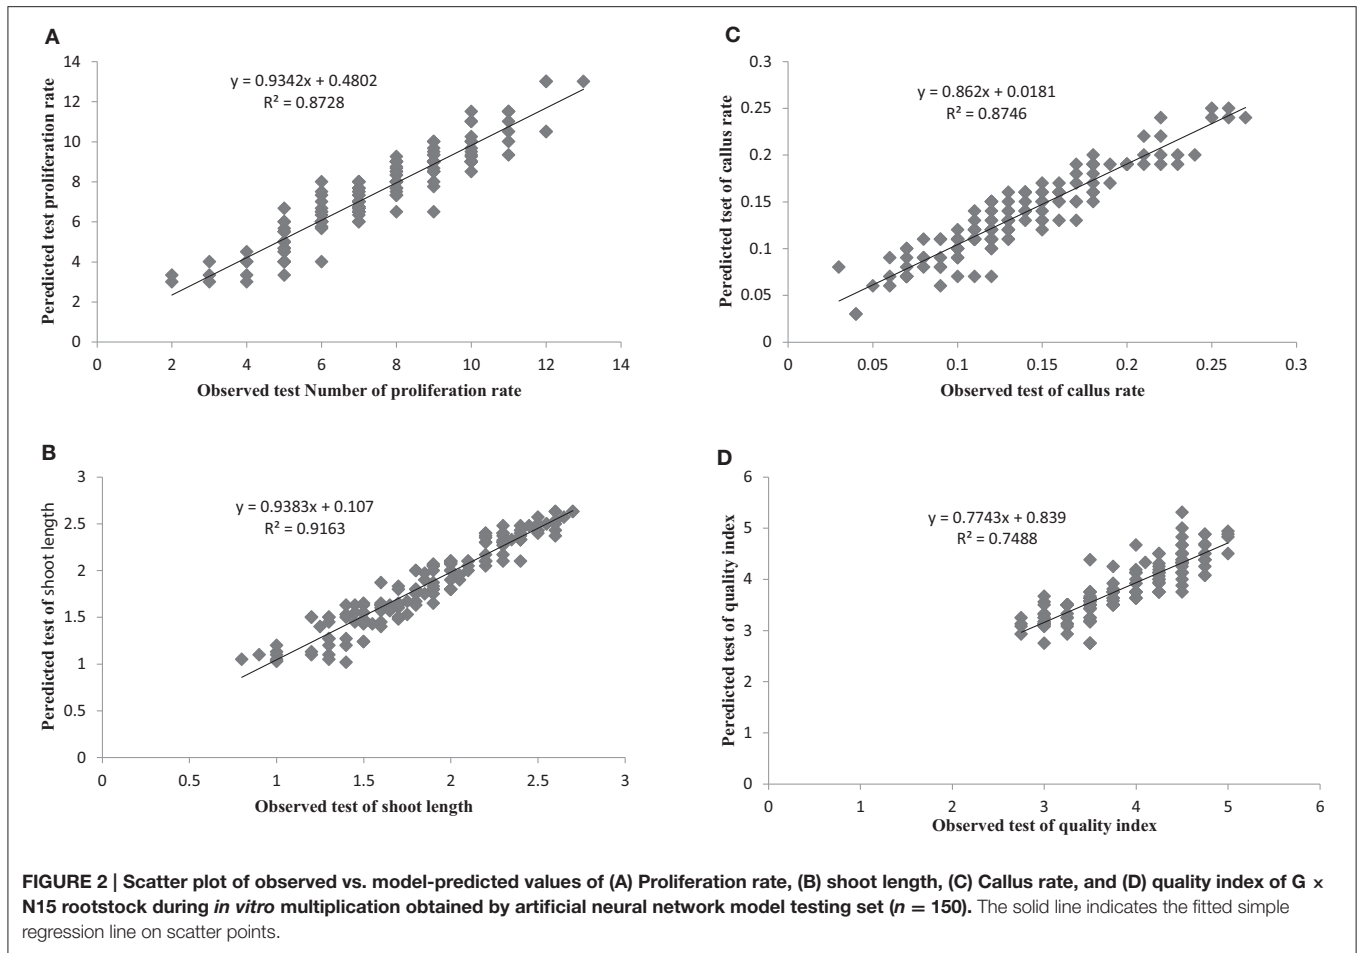 A
Peredicted test proliferation rate
14
12
10
8
6
4
2
0
y = 0.9342x + 0.4802
R² = 0.8728
0 2 4 6 8 10 12 14
Observed test Number of proliferation rate
C
Peredicted tset of callus rate
0.3
0.25
0.2
0.15
0.1
0.05
0
y = 0.862x + 0.0181
R² = 0.8746
0 0.05 0.1 0.15 0.2 0.25 0.3
Observed test of callus rate
B
Peredicted test of shoot length
3
2.5
2
1.5
1
0.5
0
y = 0.9383x + 0.107
R² = 0.9163
0 0.5 1 1.5 2 2.5 3
Observed test of shoot length
D
Peredicted test of quality index
6
5
4
3
2
1
0
y = 0.7743x + 0.839
R² = 0.7488
0 1 2 3 4 5 6
Observed test of quality index
FIGURE 2 | Scatter plot of observed vs. model-predicted values of (A) Proliferation rate, (B) shoot length, (C) Callus rate, and (D) quality index of G ×
N15 rootstock during in vitro multiplication obtained by artificial neural network model testing set (n = 150). The solid line indicates the fitted simple
regression line on scatter points.